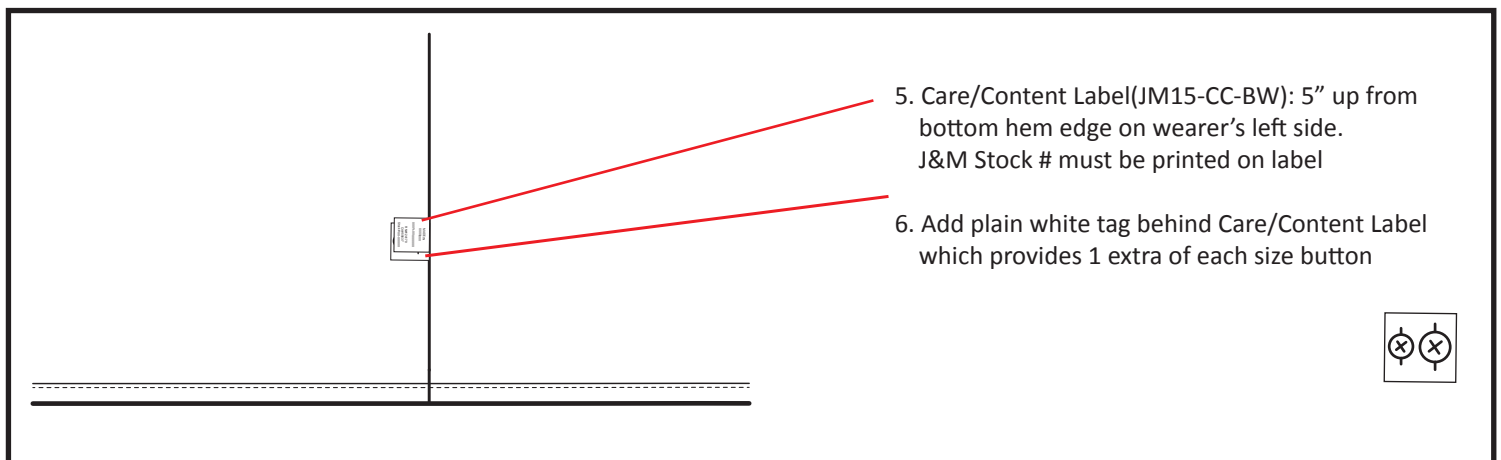 5. Care/Content Label(JM15-CC-BW): 5” up from
bottom hem edge on wearer’s left side.
J&M Stock # must be printed on label
6. Add plain white tag behind Care/Content Label
which provides 1 extra of each size button